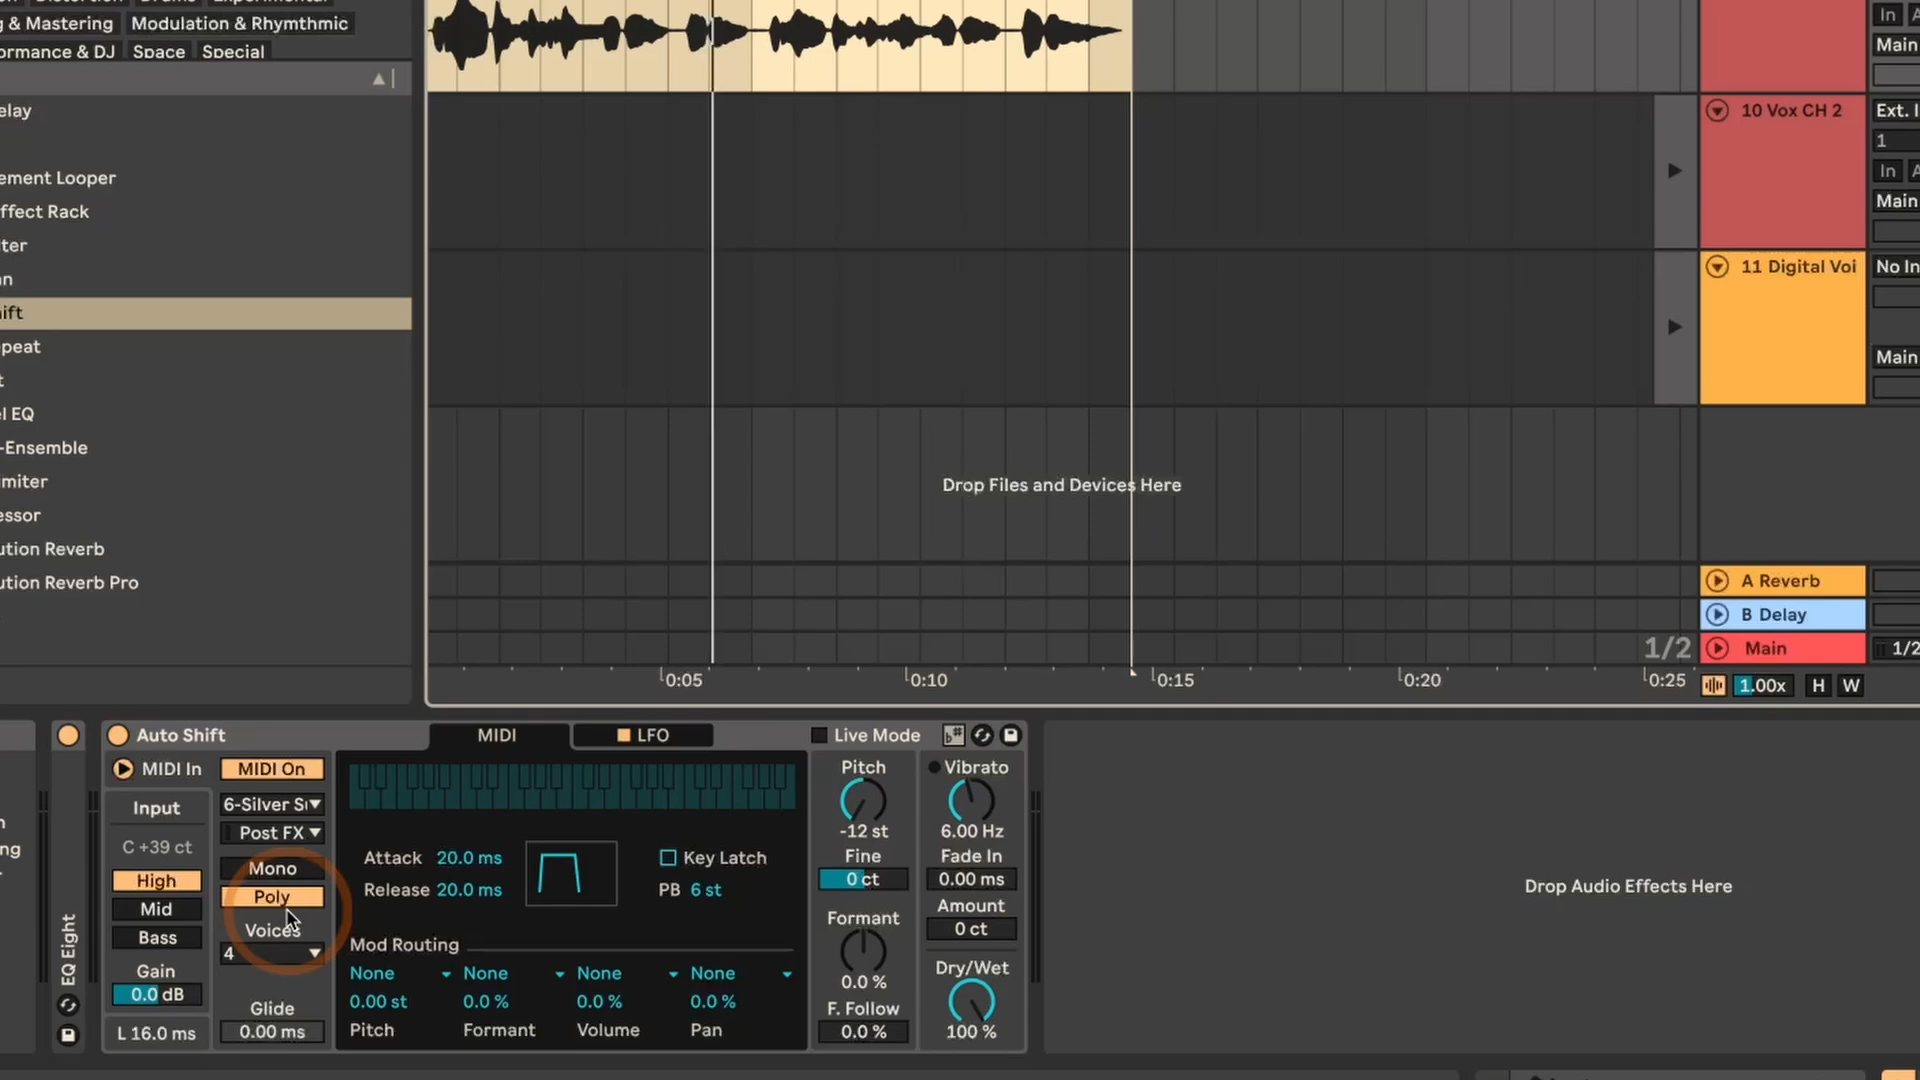 & Mastering
Modulation & Rhythmic
ormance & DJ
Space
Special
elay
ement Looper
ffect Rack
ter
n
ift
peat
t
l EQ
-Ensemble
imiter
essor
ution Reverb
ution Reverb Pro
10 Vox CH 2
11 Digital Voi
In
Main
Ext. I
1
In
Main
No In
Main
Drop Files and Devices Here
A Reverb
B Delay
Main
1/2
1/2
0:05
0:10
0:15
0:20
0:25
1.00x
H
W
EQ Eight
Auto Shift
MIDI
LFO
Live Mode
MIDI In
MIDI On
Input
6-Silver S
C +39 ct
Post FX
High
Mid
Bass
Mono
Poly
Voices
4
Gain
0.0 dB
L 16.0 ms
Glide
0.00 ms
Attack 20.0 ms
Release 20.0 ms
Key Latch
PB 6 st
Mod Routing
None
None
None
None
0.00 st
0.0 %
0.0 %
0.0 %
Pitch
Formant
Volume
Pan
Pitch
-12 st
Fine
0 ct
Formant
0.0 %
F. Follow
0.0 %
Vibrato
6.00 Hz
Fade In
0.00 ms
Amount
0 ct
Dry/Wet
100 %
Drop Audio Effects Here